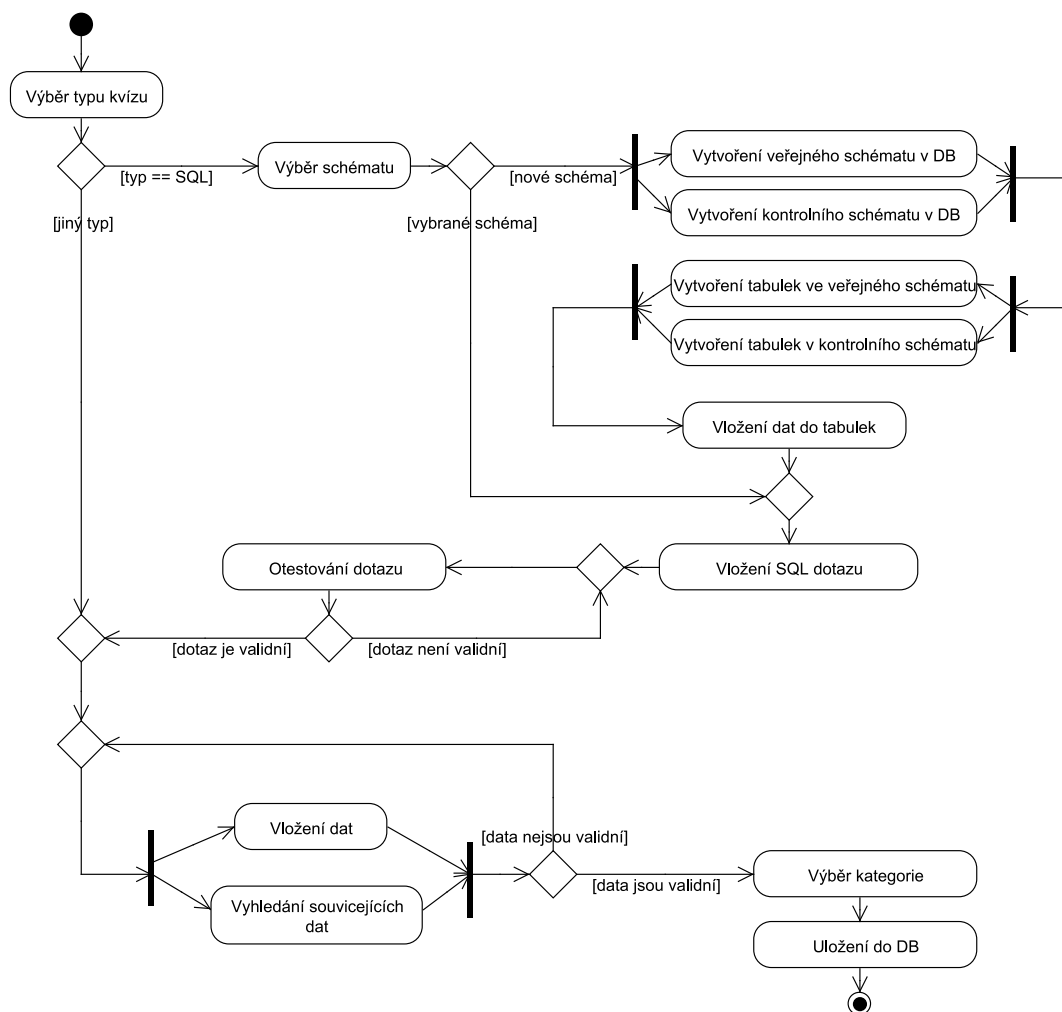 Výběr typu kvízu
[typ == SQL]
Výběr schématu
[nové schéma]
Vytvoření veřejného schématu v DB
Vytvoření kontrolního schématu v DB
[jiný typ]
[vybrané schéma]
Vytvoření tabulek ve veřejného schématu
Vytvoření tabulek v kontrolního schématu
Vložení dat do tabulek
Vložení SQL dotazu
Otestování dotazu
[dotaz je validní]
[dotaz není validní]
Vložení dat
Vyhledání souvicejících
dat
[data nejsou validní]
[data jsou validní]
Výběr kategorie
Uložení do DB